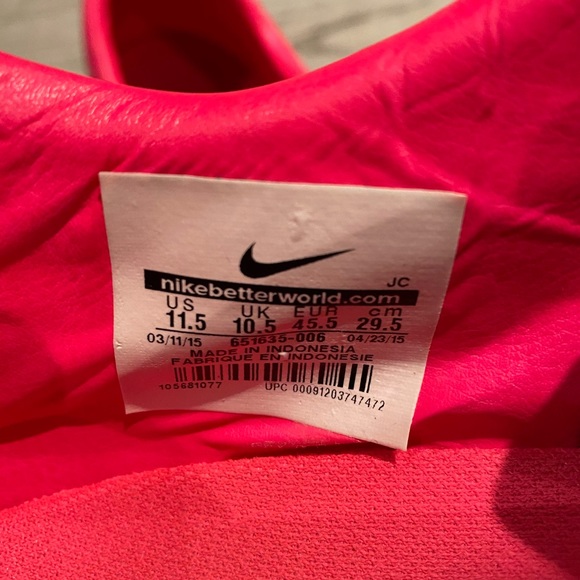 JC
nikebetterworld.com
US UK EUR cm
11.5 10.5 45.5 29.5
03/11/15 651635-006 04/23/15
MADE IN INDONESIA
FABRIQUE EN INDONESIE
105681077 UPC 00091203747472